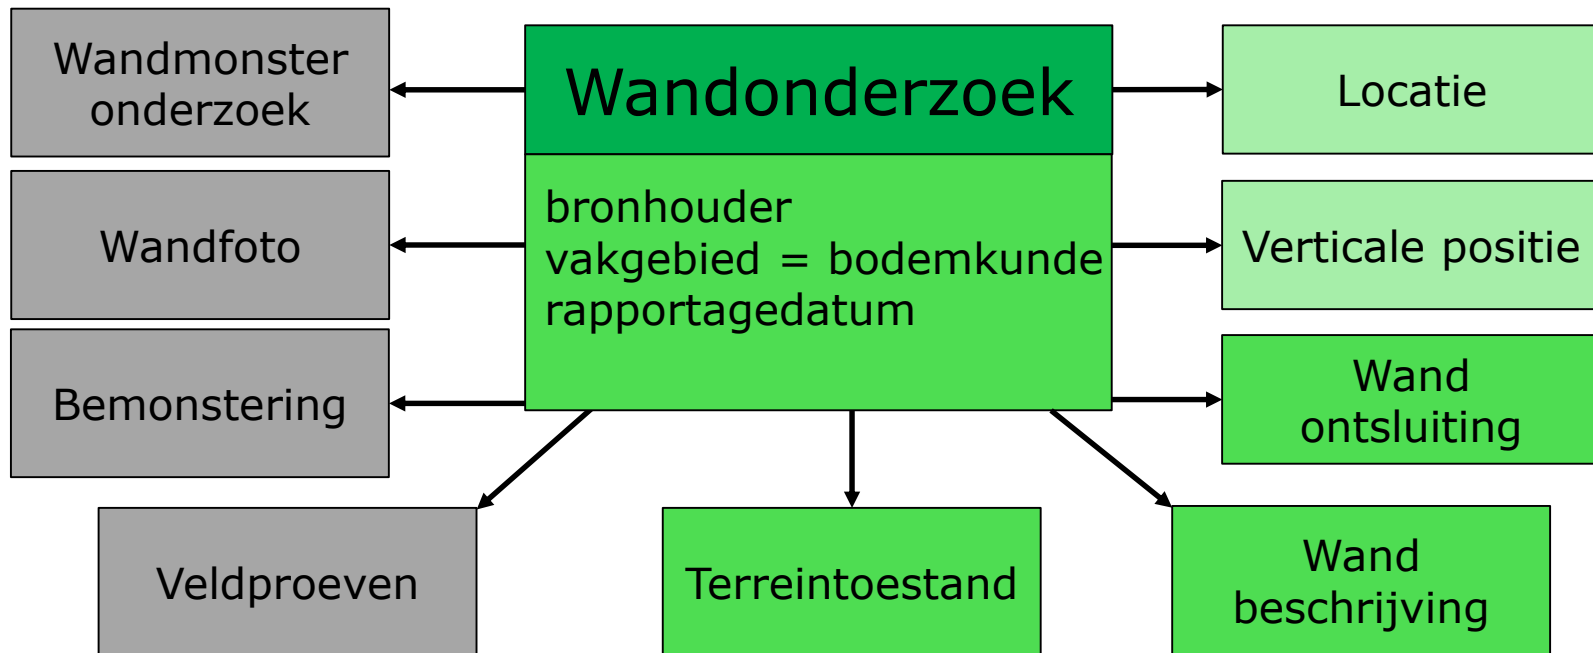 Wandmonster
onderzoek
Wandonderzoek
Locatie
Wandfoto
bronhouder
vakgebied = bodemkunde
rapportagedatum
Verticale positie
Bemonstering
Wand
ontsluiting
Veldproeven
Terreintoestand
Wand
beschrijving